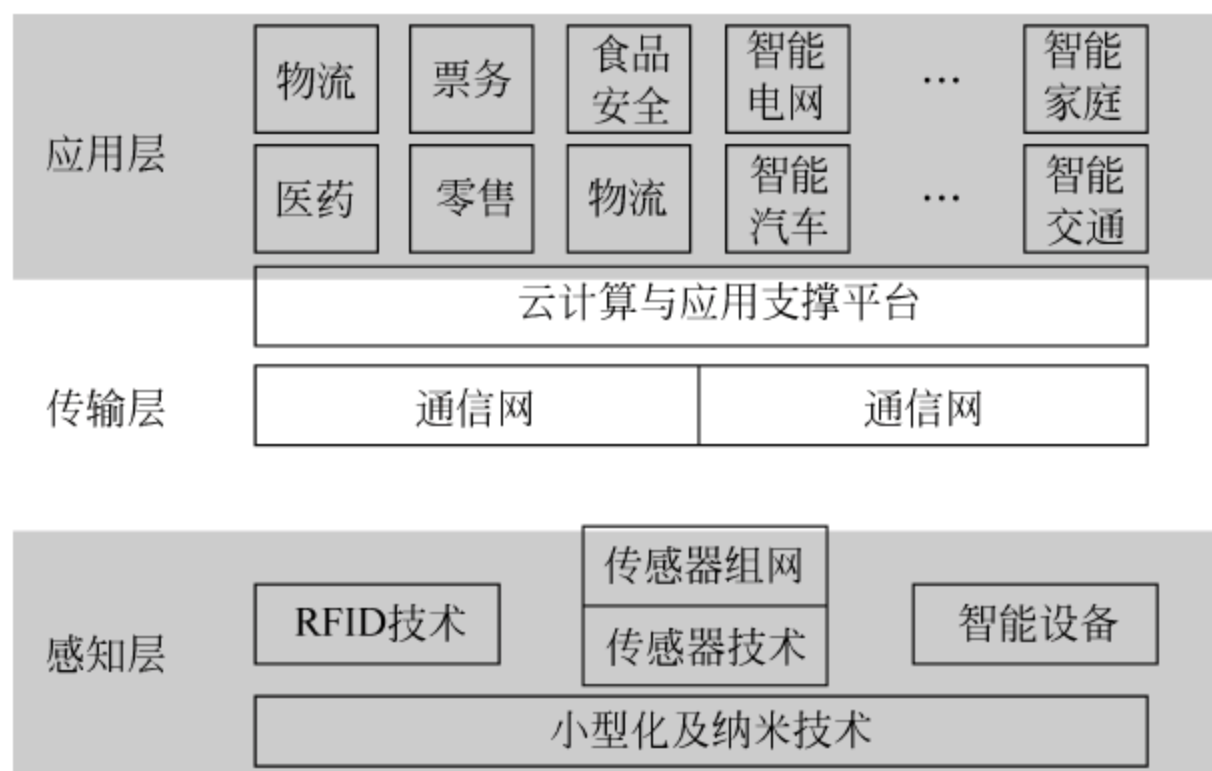 应用层
物流
票务
食品
安全
智能
电网
…
智能
家庭
医药
零售
物流
智能
汽车
…
智能
交通
云计算与应用支撑平台
传输层
通信网
通信网
感知层
RFID技术
传感器组网
传感器技术
智能设备
小型化及纳米技术